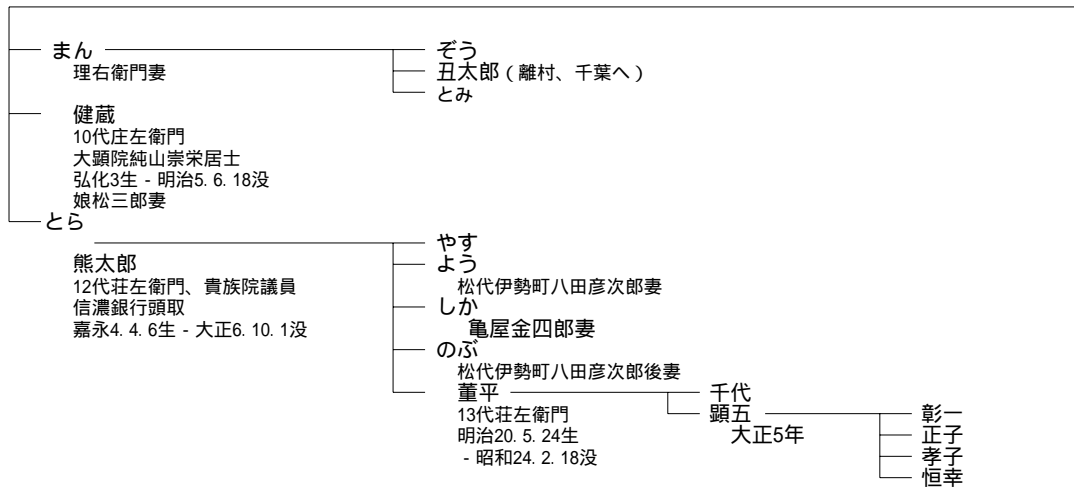 まん
理右衛門妻
ぞう
丑太郎（離村、千葉へ）
とみ
健蔵
10代庄左衛門
大顕院純山崇栄居士
弘化3生 - 明治5. 6. 18没
娘松三郎妻
とら
熊太郎
12代荘左衛門、貴族院議員
信濃銀行頭取
嘉永4. 4. 6生 - 大正6. 10. 1没
やす
よう
松代伊勢町八田彦次郎妻
しか
亀屋金四郎妻
のぶ
松代伊勢町八田彦次郎後妻
董平
13代荘左衛門
明治20. 5. 24生
- 昭和24. 2. 18没
千代
顕五
大正5年
彰一
正子
孝子
恒幸